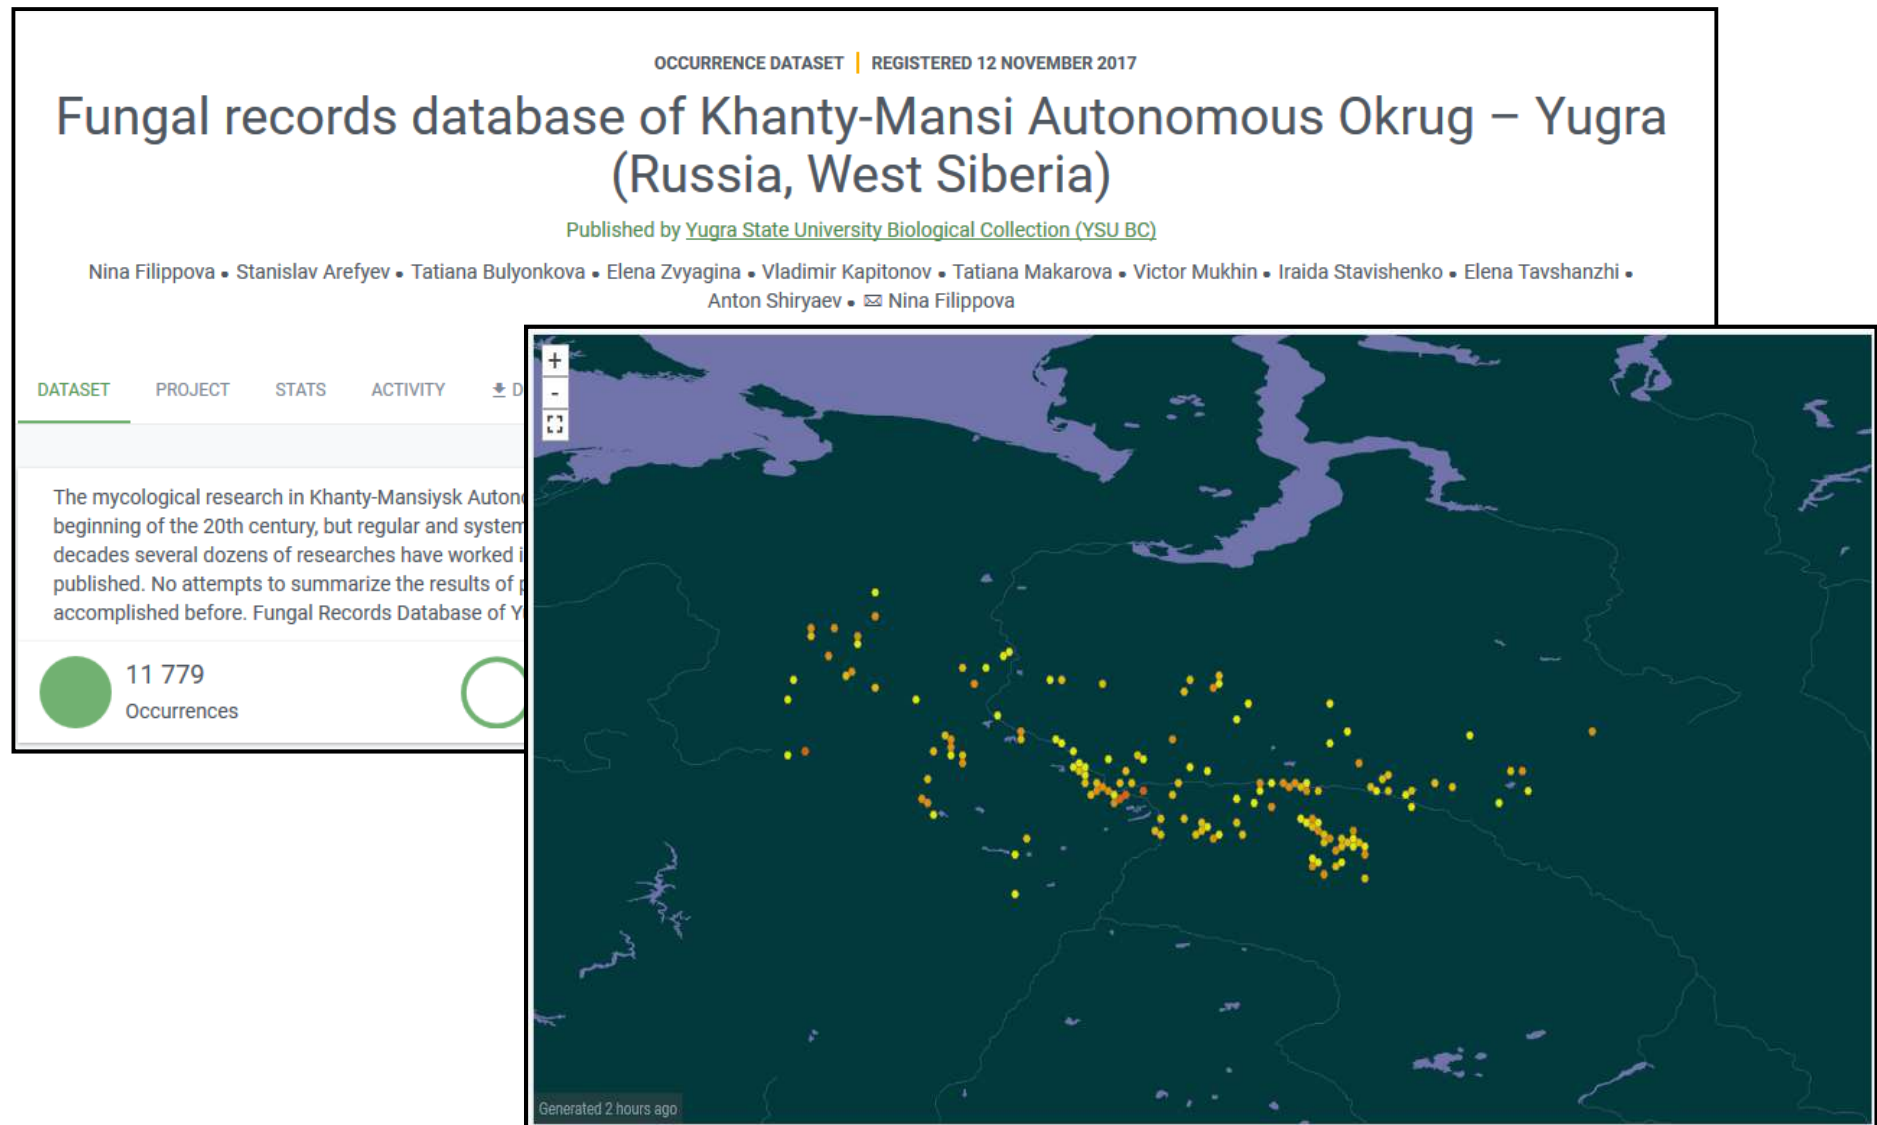 OCCURRENCE DATASET | REGISTERED 12 NOVEMBER 2017
Fungal records database of Khanty-Mansi Autonomous Okrug – Yugra
(Russia, West Siberia)
Published by Yugra State University Biological Collection (YSU BC)
Nina Filippova • Stanislav Arefyev • Tatiana Bulyonkova • Elena Zvyagina • Vladimir Kapitonov • Tatiana Makarova • Victor Mukhin • Iraida Stavishenko • Elena Tavshanzhi •
Anton Shiryaev • Nina Filippova
DATASET PROJECT STATS ACTIVITY D
The mycological research in Khanty-Mansiysk
beginning of the 20th century, but regular and
decades several dozens of researches have worked
published. No attempts to summarize the results of
accomplished before. Fungal Records Database of
11 779
Occurrences
+
-
Generated 2 hours ago